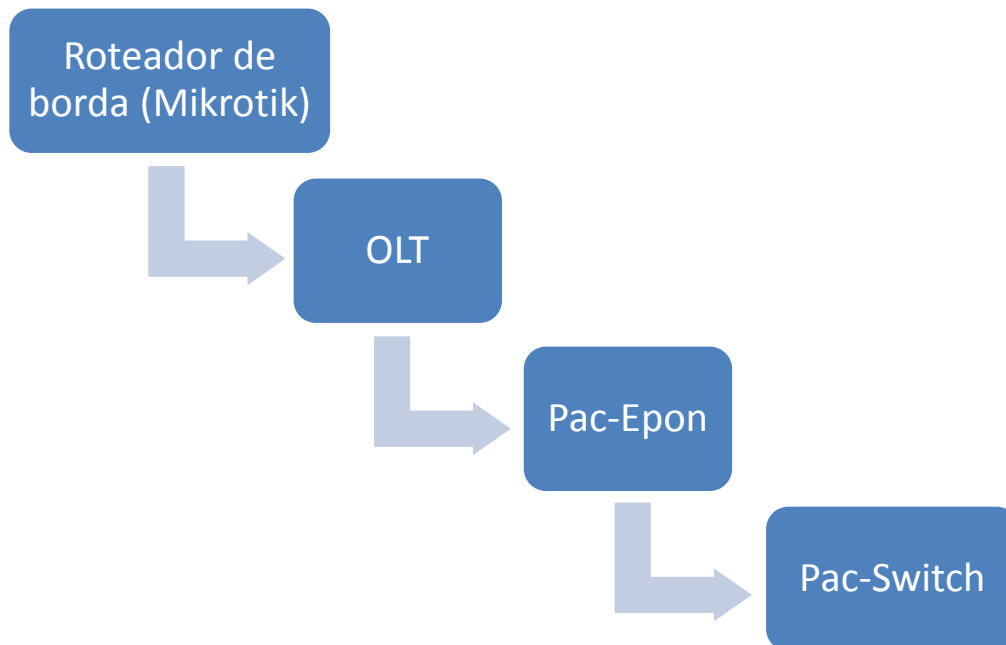 Roteador de
borda (Mikrotik)
OLT
Pac-Epon
Pac-Switch